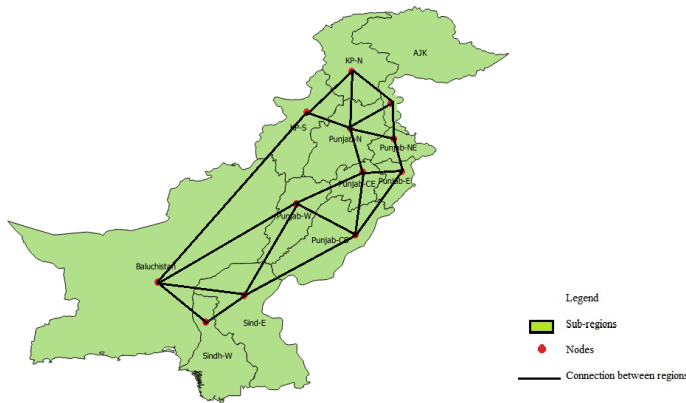 AJK
KP-N
KP-S
Punjab-N
Punjab-NE
Punjab-CE
Punjab-E
Punjab-W
Punjab-CB
Baluchistan
Sind-E
Sindh-W
Legend
Sub-regions
Nodes
Connection between regions